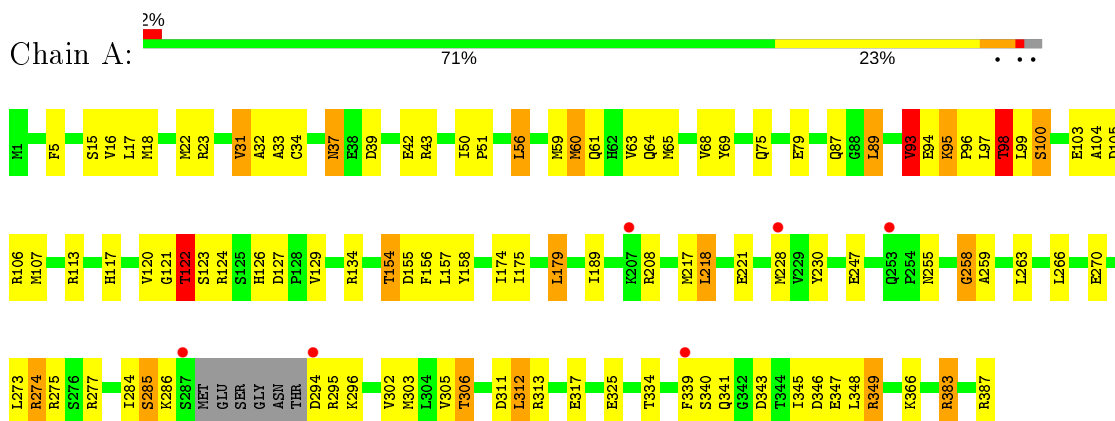 2%
Chain A:
71% 23% . . .
M1 F5 S15 V16 L17 M18 M22 R23 V31 A32 A33 C34 N37 E38 D39 E42 R43 I50 P51 L56 M59 M60 Q61 H62 V63 Q64 M65 V68 Y69 Q75 E79 Q87 G88 L89 V93 E94 K95 P96 L97 T98 L99 S100 E103 A104 D105
R106 M107 R113 H117 V120 G121 T122 S123 R124 S125 H126 D127 P128 V129 R134 T154 D155 F156 L157 Y158 I174 I175 L179 I189 K207 R208 M217 L218 E221 M228 V229 Y230 E247 Q253 P254 N255 G258 A259 L263 L266 E270
L273 R274 R275 S276 R277 I284 S285 K286 S287 MET GLU SER GLY ASN THR D294 R295 K296 V302 M303 L304 V305 T306 D311 L312 R313 E317 E325 T334 F339 S340 Q341 G342 D343 T344 I345 D346 E347 L348 R349 K366 R383 R387